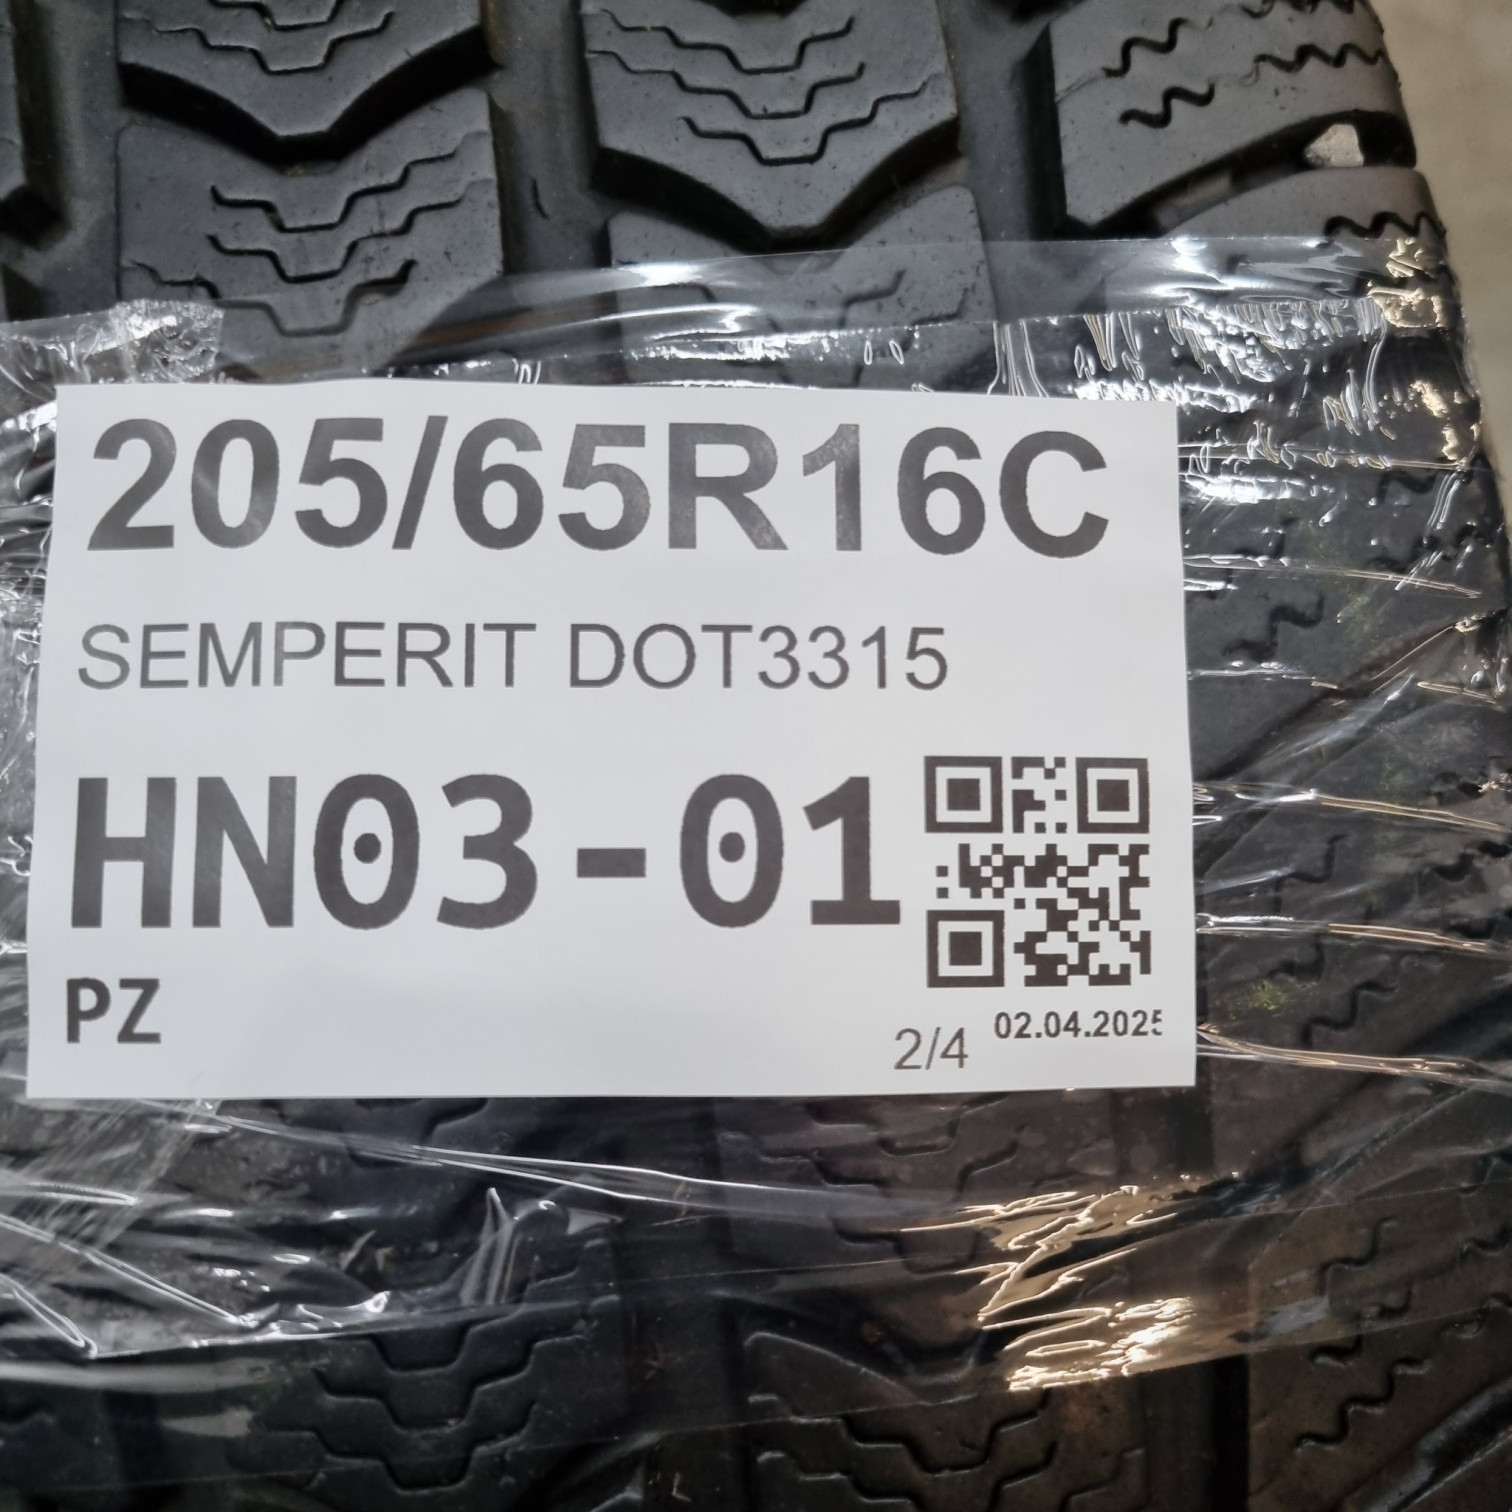 205/65R16C
SEMPERIT DOT3315
HN03-01
PZ
2/4 02.04.2025